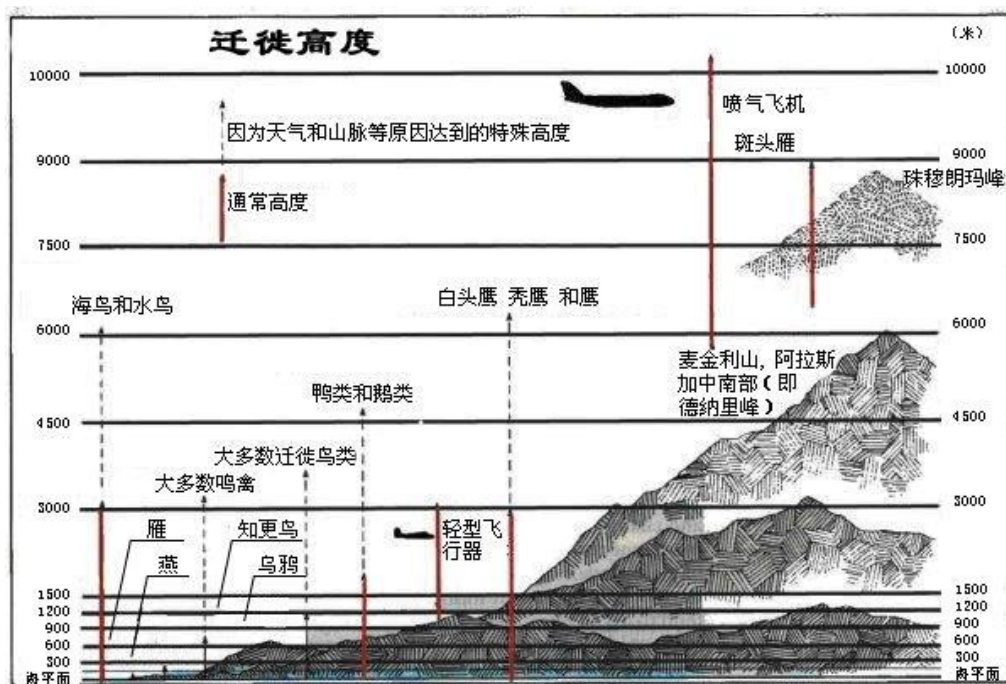 迁徙高度
(米)
10000
10000
喷气飞机
因为天气和山脉等原因达到的特殊高度
斑头雁
9000
9000
珠穆朗玛峰
通常高度
7500
7500
海鸟和水鸟
白头鹰 秃鹰 和鹰
6000
6000
麦金利山, 阿拉斯
加中南部(即
德纳里峰)
鸭类和鹅类
4500
4500
大多数迁徙鸟类
大多数鸣禽
3000
3000
雁
知更鸟
轻型飞
行器
燕
乌鸦
1500
1500
1200
1200
900
900
600
600
300
300
海平面
海平面